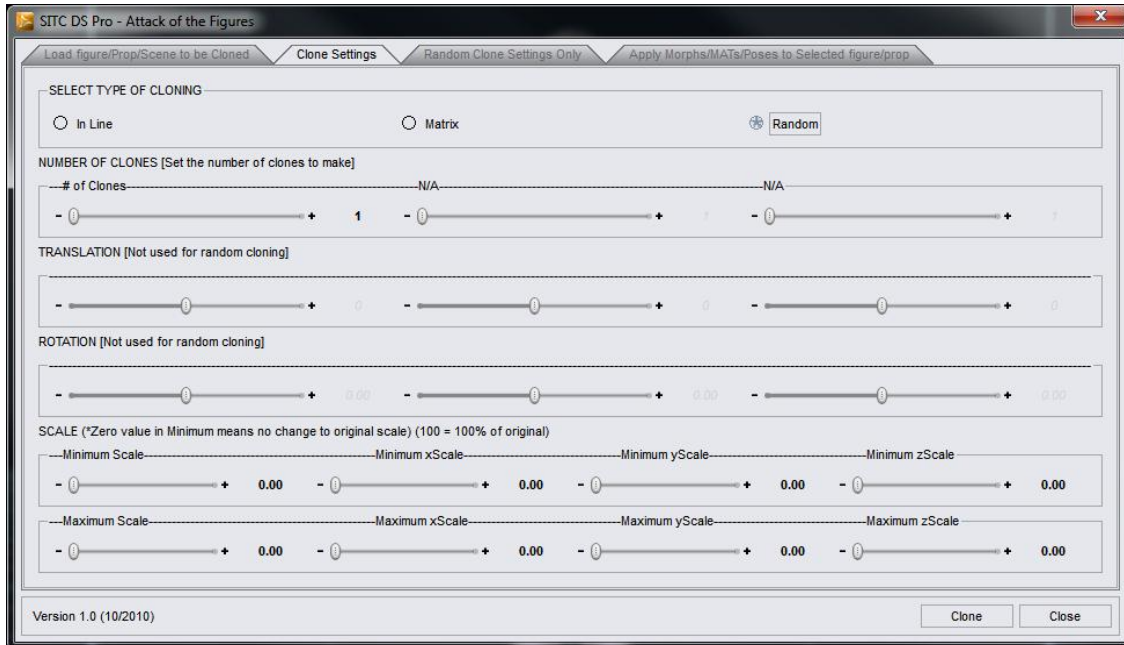 SITC DS Pro - Attack of the Figures
X
Load figure/Prop/Scene to be Cloned Clone Settings Random Clone Settings Only Apply Morphs/MATs/Poses to Selected figure/prop
SELECT TYPE OF CLONING
In Line Matrix Random
NUMBER OF CLONES [Set the number of clones to make]
---# of Clones---N/A---N/A
- + 1 - + 1 - + 1
TRANSLATION [Not used for random cloning]
- + 0 - + 0 - + 0
ROTATION [Not used for random cloning]
- + 0.00 - + 0.00 - + 0.00
SCALE (*Zero value in Minimum means no change to original scale) (100 = 100% of original)
---Minimum Scale---Minimum xScale---Minimum yScale---Minimum zScale
- + 0.00 - + 0.00 - + 0.00 - + 0.00
---Maximum Scale---Maximum xScale---Maximum yScale---Maximum zScale
- + 0.00 - + 0.00 - + 0.00 - + 0.00
Version 1.0 (10/2010) Clone Close